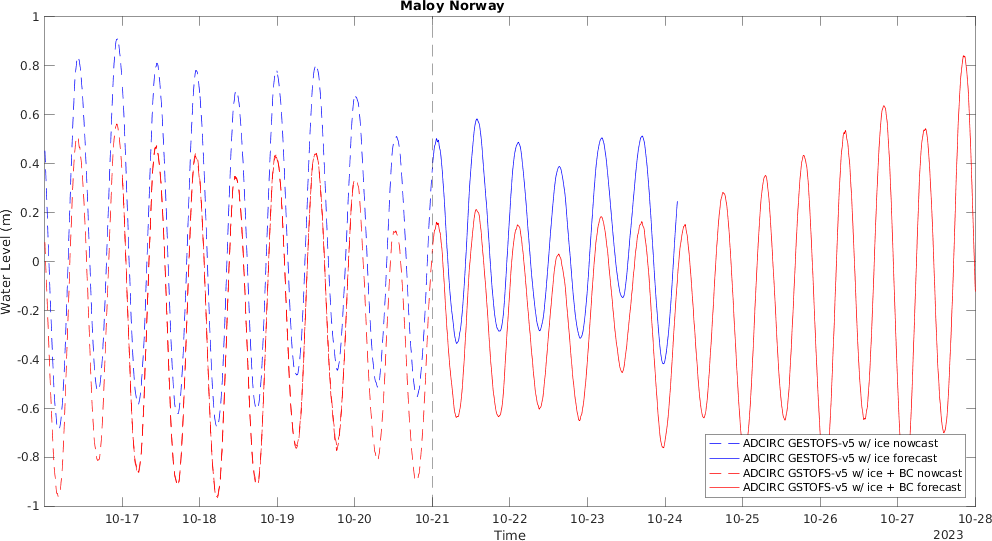 Maloy Norway
Water Level (m)
1
0.8
0.6
0.4
0.2
0
-0.2
-0.4
-0.6
-0.8
-1
ADCIRC GESTOFS-v5 w/ ice nowcast
ADCIRC GESTOFS-v5 w/ ice forecast
ADCIRC GSTOFS-v5 w/ ice + BC nowcast
ADCIRC GSTOFS-v5 w/ ice + BC forecast
10-17 10-18 10-19 10-20 10-21 10-22 10-23 10-24 10-25 10-26 10-27 10-28
Time
2023